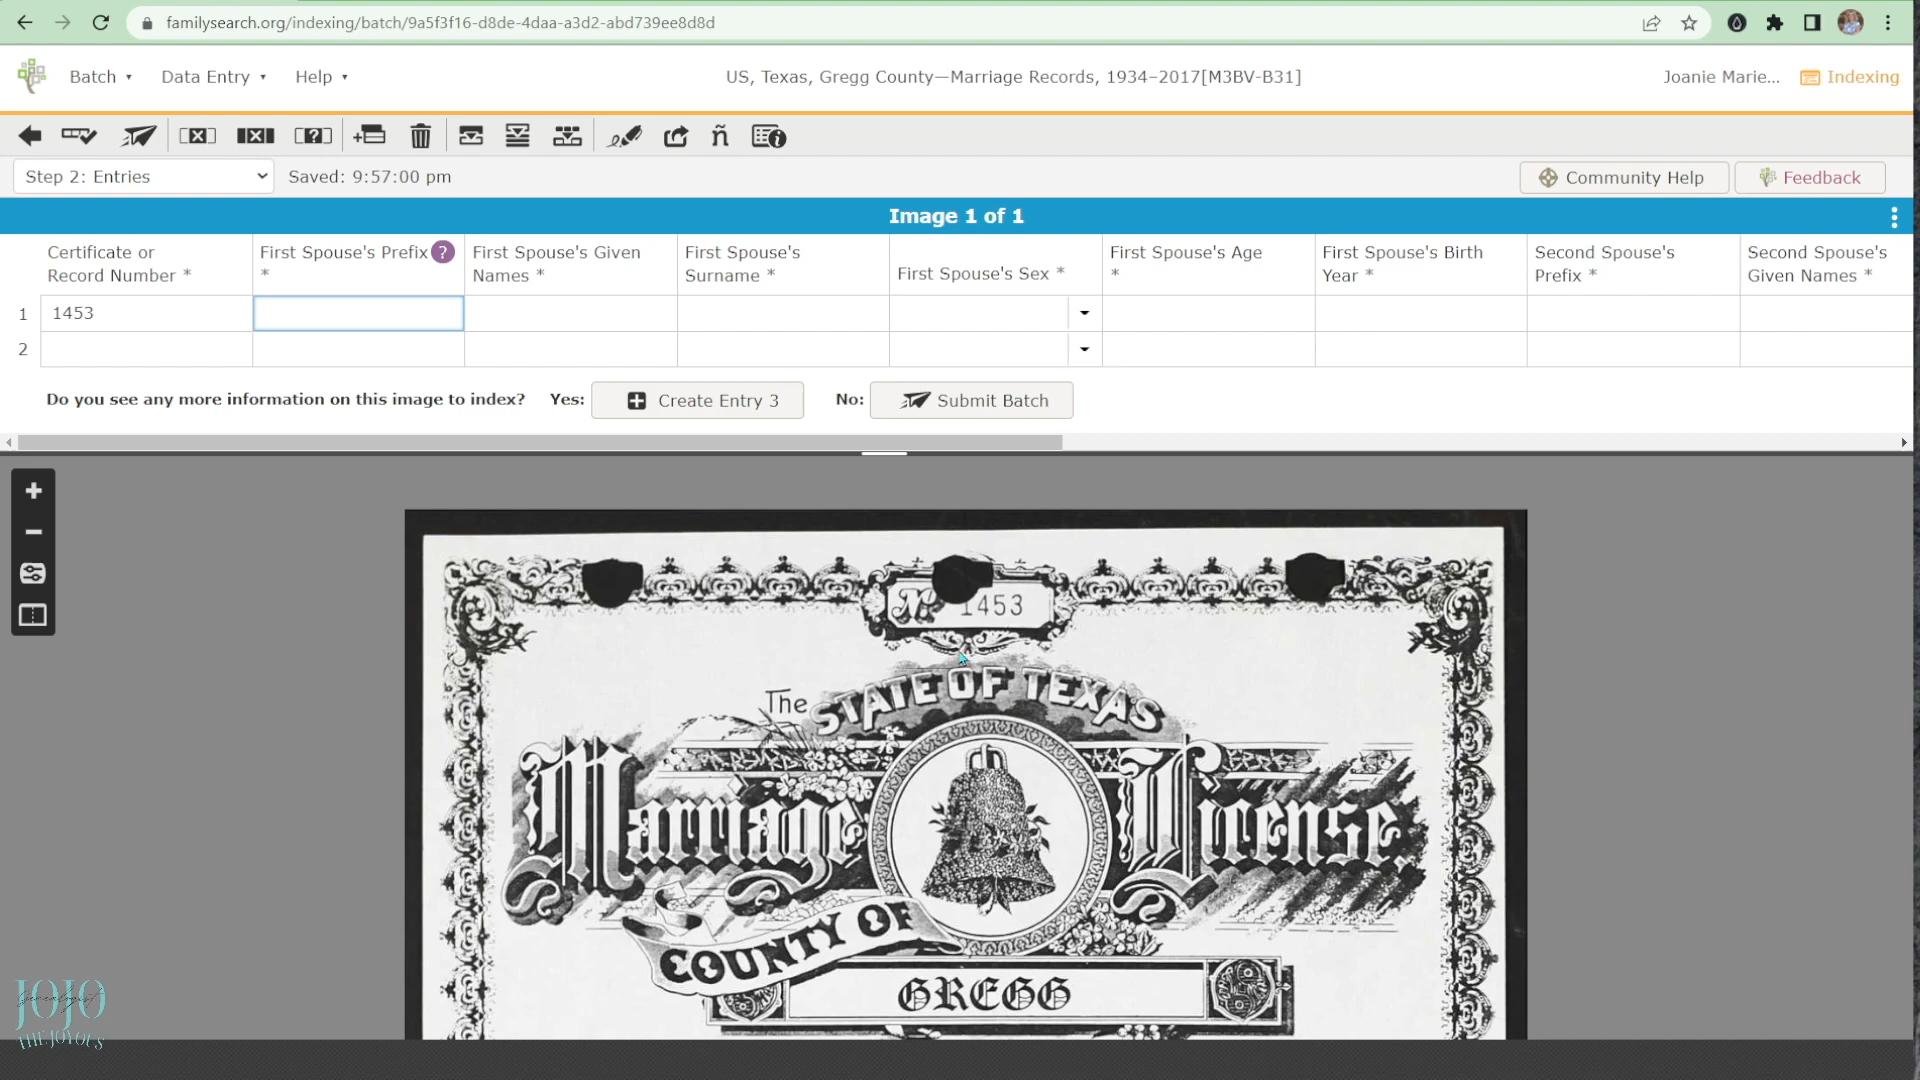 familysearch.org/indexing/batch/9a5f3f16-d8de-4daa-a3d2-abd739ee8d8d
Batch Data Entry Help US, Texas, Gregg County—Marriage Records, 1934–2017[M3BV-B31] Joanie Marie... Indexing
ñ
Step 2: Entries Saved: 9:57:00 pm Community Help Feedback
Image 1 of 1
Certificate or Record Number * First Spouse's Prefix ? * First Spouse's Given Names * First Spouse's Surname * First Spouse's Sex * First Spouse's Age * First Spouse's Birth Year * Second Spouse's Prefix * Second Spouse's Given Names *
1 1453
2
Do you see any more information on this image to index? Yes: Create Entry 3 No: Submit Batch
No. 1453
The STATE OF TEXAS
Marriage License
COUNTY OF
GREGG
JOJO
Genealogist
THE JOYOUS